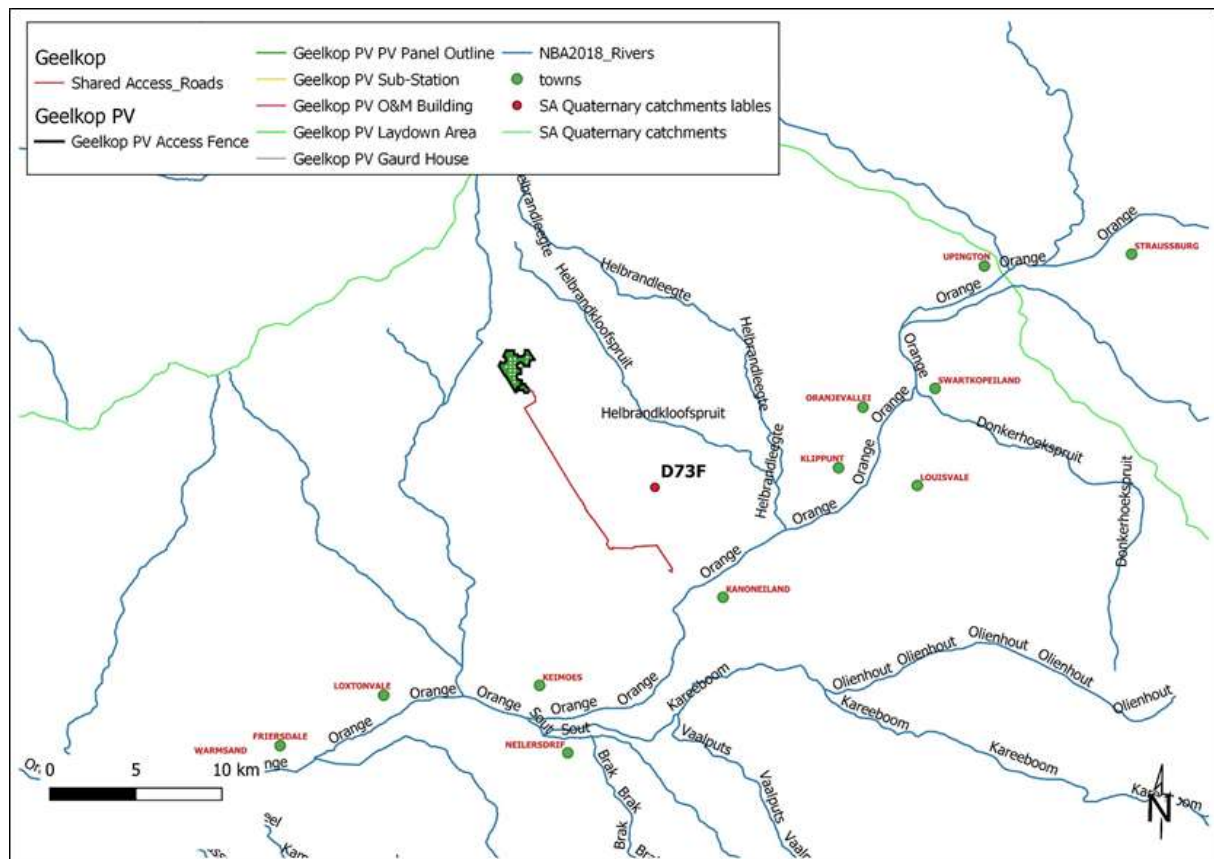 Geelkop
Shared Access_Roads
Geelkop PV
Geelkop PV Access Fence
Geelkop PV PV Panel Outline
Geelkop PV Sub-Station
Geelkop PV O&M Building
Geelkop PV Laydown Area
Geelkop PV Gaurd House
NBA2018_Rivers
towns
SA Quaternary catchments lables
SA Quaternary catchments
Helbrandleegte
Helbrandleegte
Helbrandkloofspruit
Helbrandleegte
Helbrandkloofspruit
Helbrandleegte
D73F
UPINGTON
Orange
Orange
STRAUSSBURG
Orange
Orange
SWARTKOPEILAND
ORANJEVALLEI
Orange
Donkerhoekspruit
KLIPPUNT
Orange
LOUISVALE
Donkerhoekspruit
Orange
Orange
KANONEILAND
KEIMOES
LOXTONVALE
Orange
Orange
Orange
Orange
Sout
Sout
Kareeboom
Olienhout
Olienhout
Olienhout
Olienhout
Olienhout
Kareeboom
Kareeboom
Vaalputs
Vaalputs
FRIERSDALE
WARMSAND
Orange
NEILERSDRIF
Brak
Brak
Brak
0 5 10 km
N